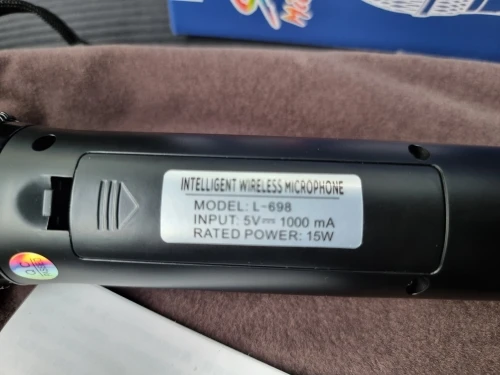 INTELLIGENT WIRELESS MICROPHONE
MODEL: L-698
INPUT: 5V⎓ 1000 mA
RATED POWER: 15W